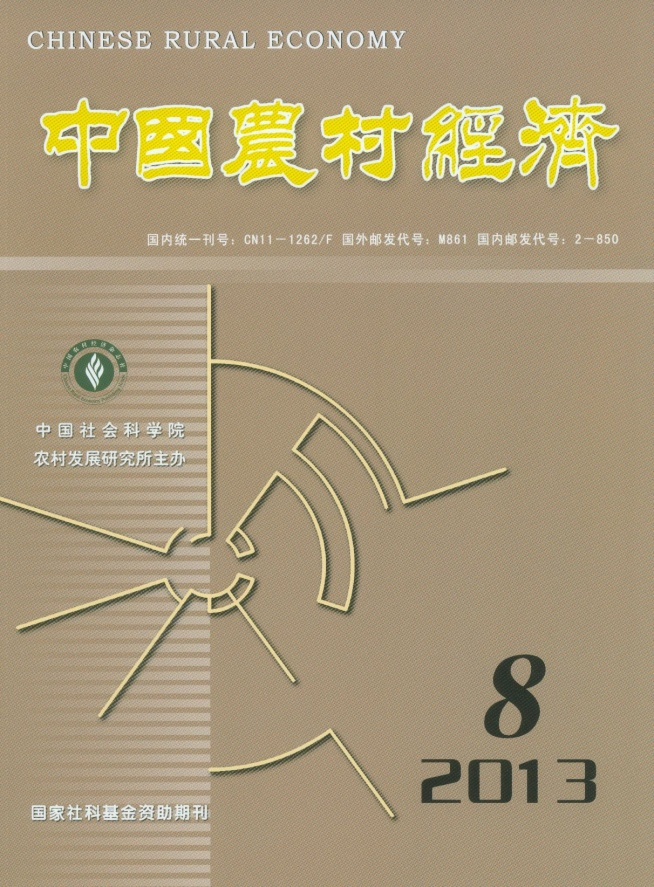 CHINESE RURAL ECONOMY
中國農村經濟
国内统一刊号：CN11－1262/F 国外邮发代号：M861 国内邮发代号：2－850
中国社会科学院
农村发展研究所主办
8
2013
国家社科基金资助期刊